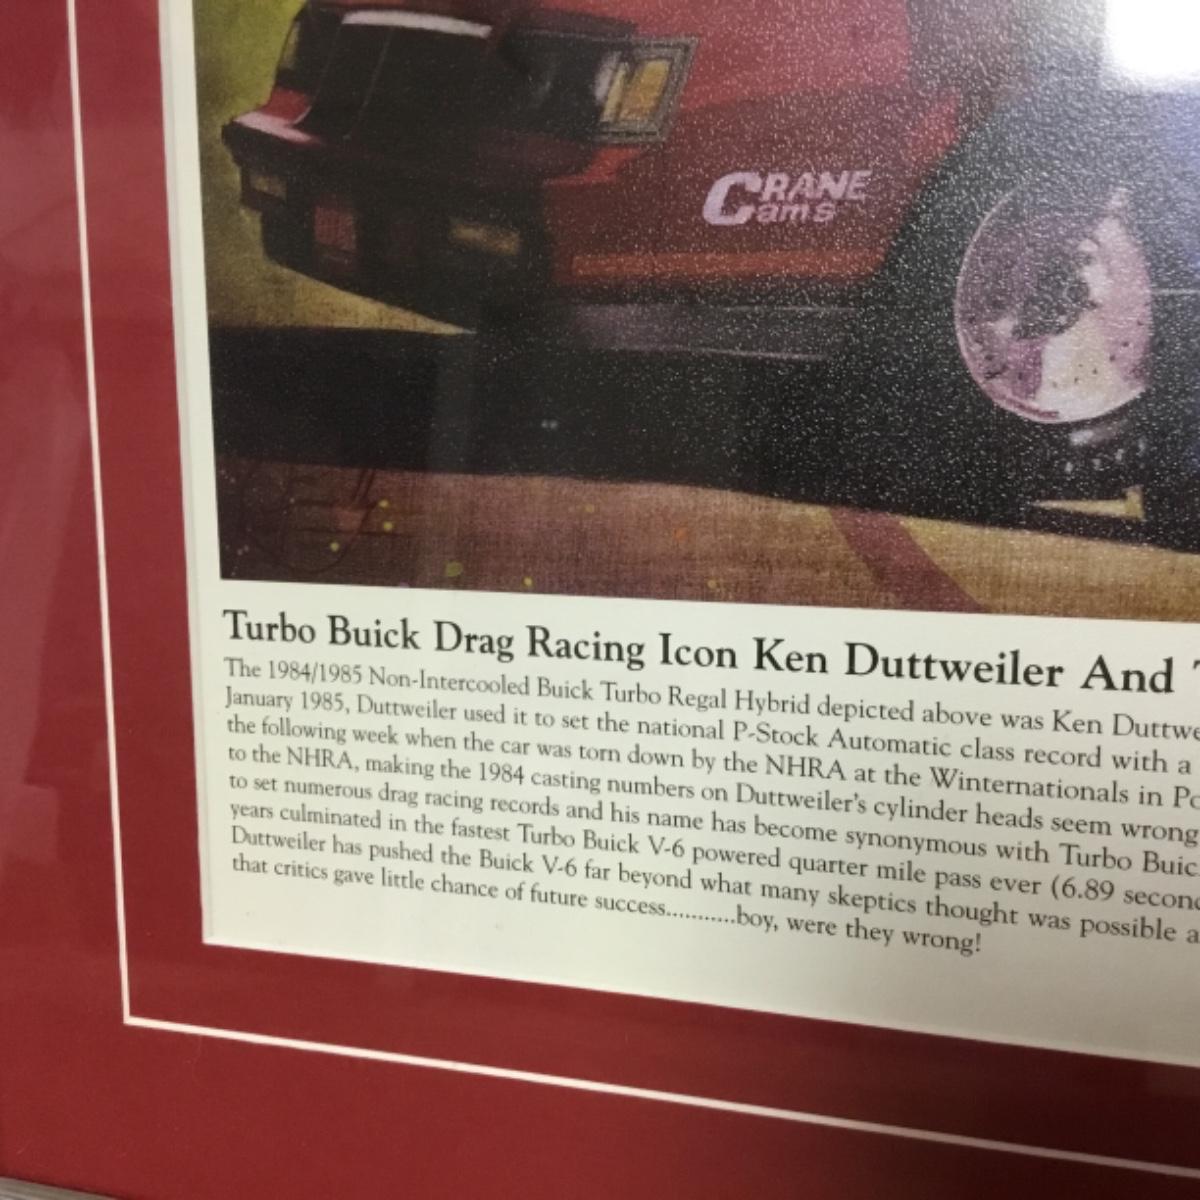 CRANE
Cams
Turbo Buick Drag Racing Icon Ken Duttweiler And
The 1984/1985 Non-Intercooled Buick Turbo Regal Hybrid depicted above was Ken Duttwe
January 1985, Duttweiler used it to set the national P-Stock Automatic class record with a
the following week when the car was torn down by the NHRA at the Winternationals in Po
to the NHRA, making the 1984 casting numbers on Duttweiler's cylinder heads seem wrong
to set numerous drag racing records and his name has become synonymous with Turbo Buic
years culminated in the fastest Turbo Buick V-6 powered quarter mile pass ever (6.89 second
Duttweiler has pushed the Buick V-6 far beyond what many skeptics thought was possible a
that critics gave little chance of future success...........boy, were they wrong!